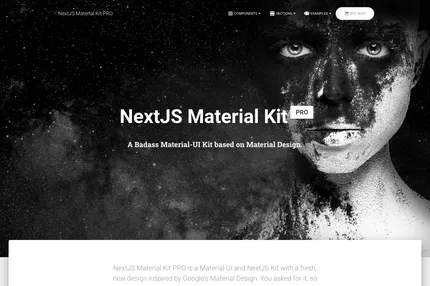 NextJS Material Kit PRO
COMPONENTS
SECTIONS
EXAMPLES
BUY NOW
NextJS Material Kit PRO
A Badass Material-UI Kit based on Material Design.
NextJS Material Kit PRO is a Material-UI and NextJS Kit with a fresh,
new design inspired by Google's Material Design. You asked for it, so